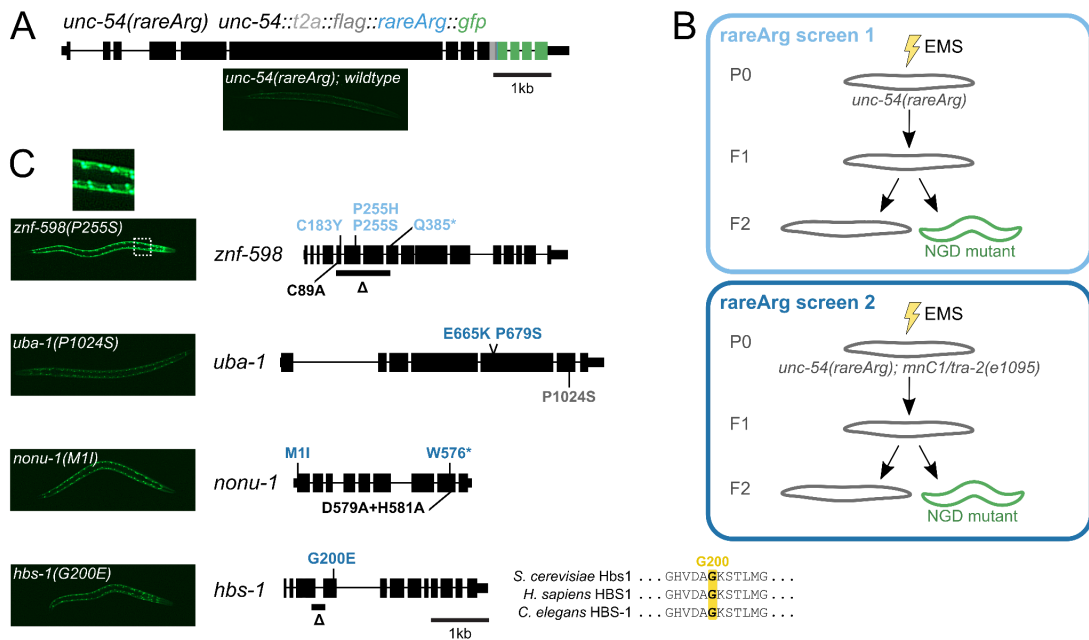 A
unc-54(rareArg) unc-54::t2a::flag::rareArg::gfp
1kb
unc-54(rareArg); wildtype
B
rareArg screen 1
EMS
P0
unc-54(rareArg)
F1
F2
NGD mutant
rareArg screen 2
EMS
P0
unc-54(rareArg); mnC1/tra-2(e1095)
F1
F2
NGD mutant
C
znf-598(P255S)
znf-598
P255H
C183Y P255S Q385*
C89A
Δ
uba-1(P1024S)
uba-1
E665K P679S
P1024S
nonu-1(M1I)
nonu-1
M1I W576*
D579A+H581A
hbs-1(G200E)
hbs-1
G200E
Δ
1kb
G200
S. cerevisiae Hbs1 ...GHVDAGKSTLMG...
H. sapiens HBS1 ...GHVDAGKSTLMG...
C. elegans HBS-1 ...GHVDAGKSTLMG...